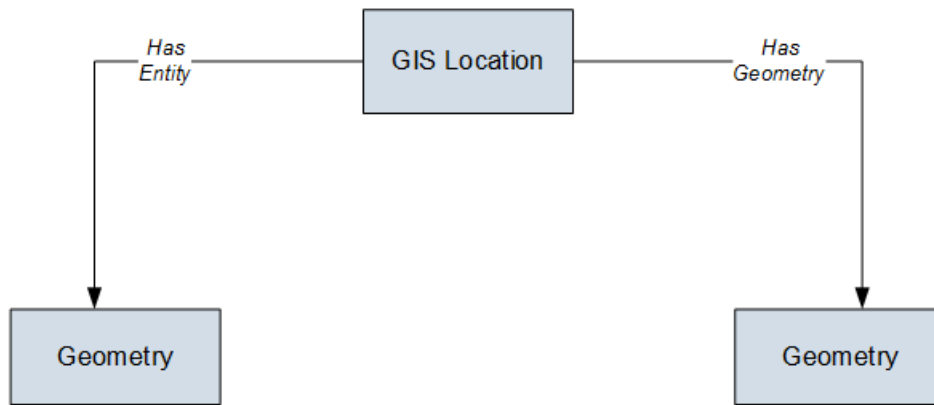 Has
Entity
GIS Location
Has
Geometry
Geometry
Geometry